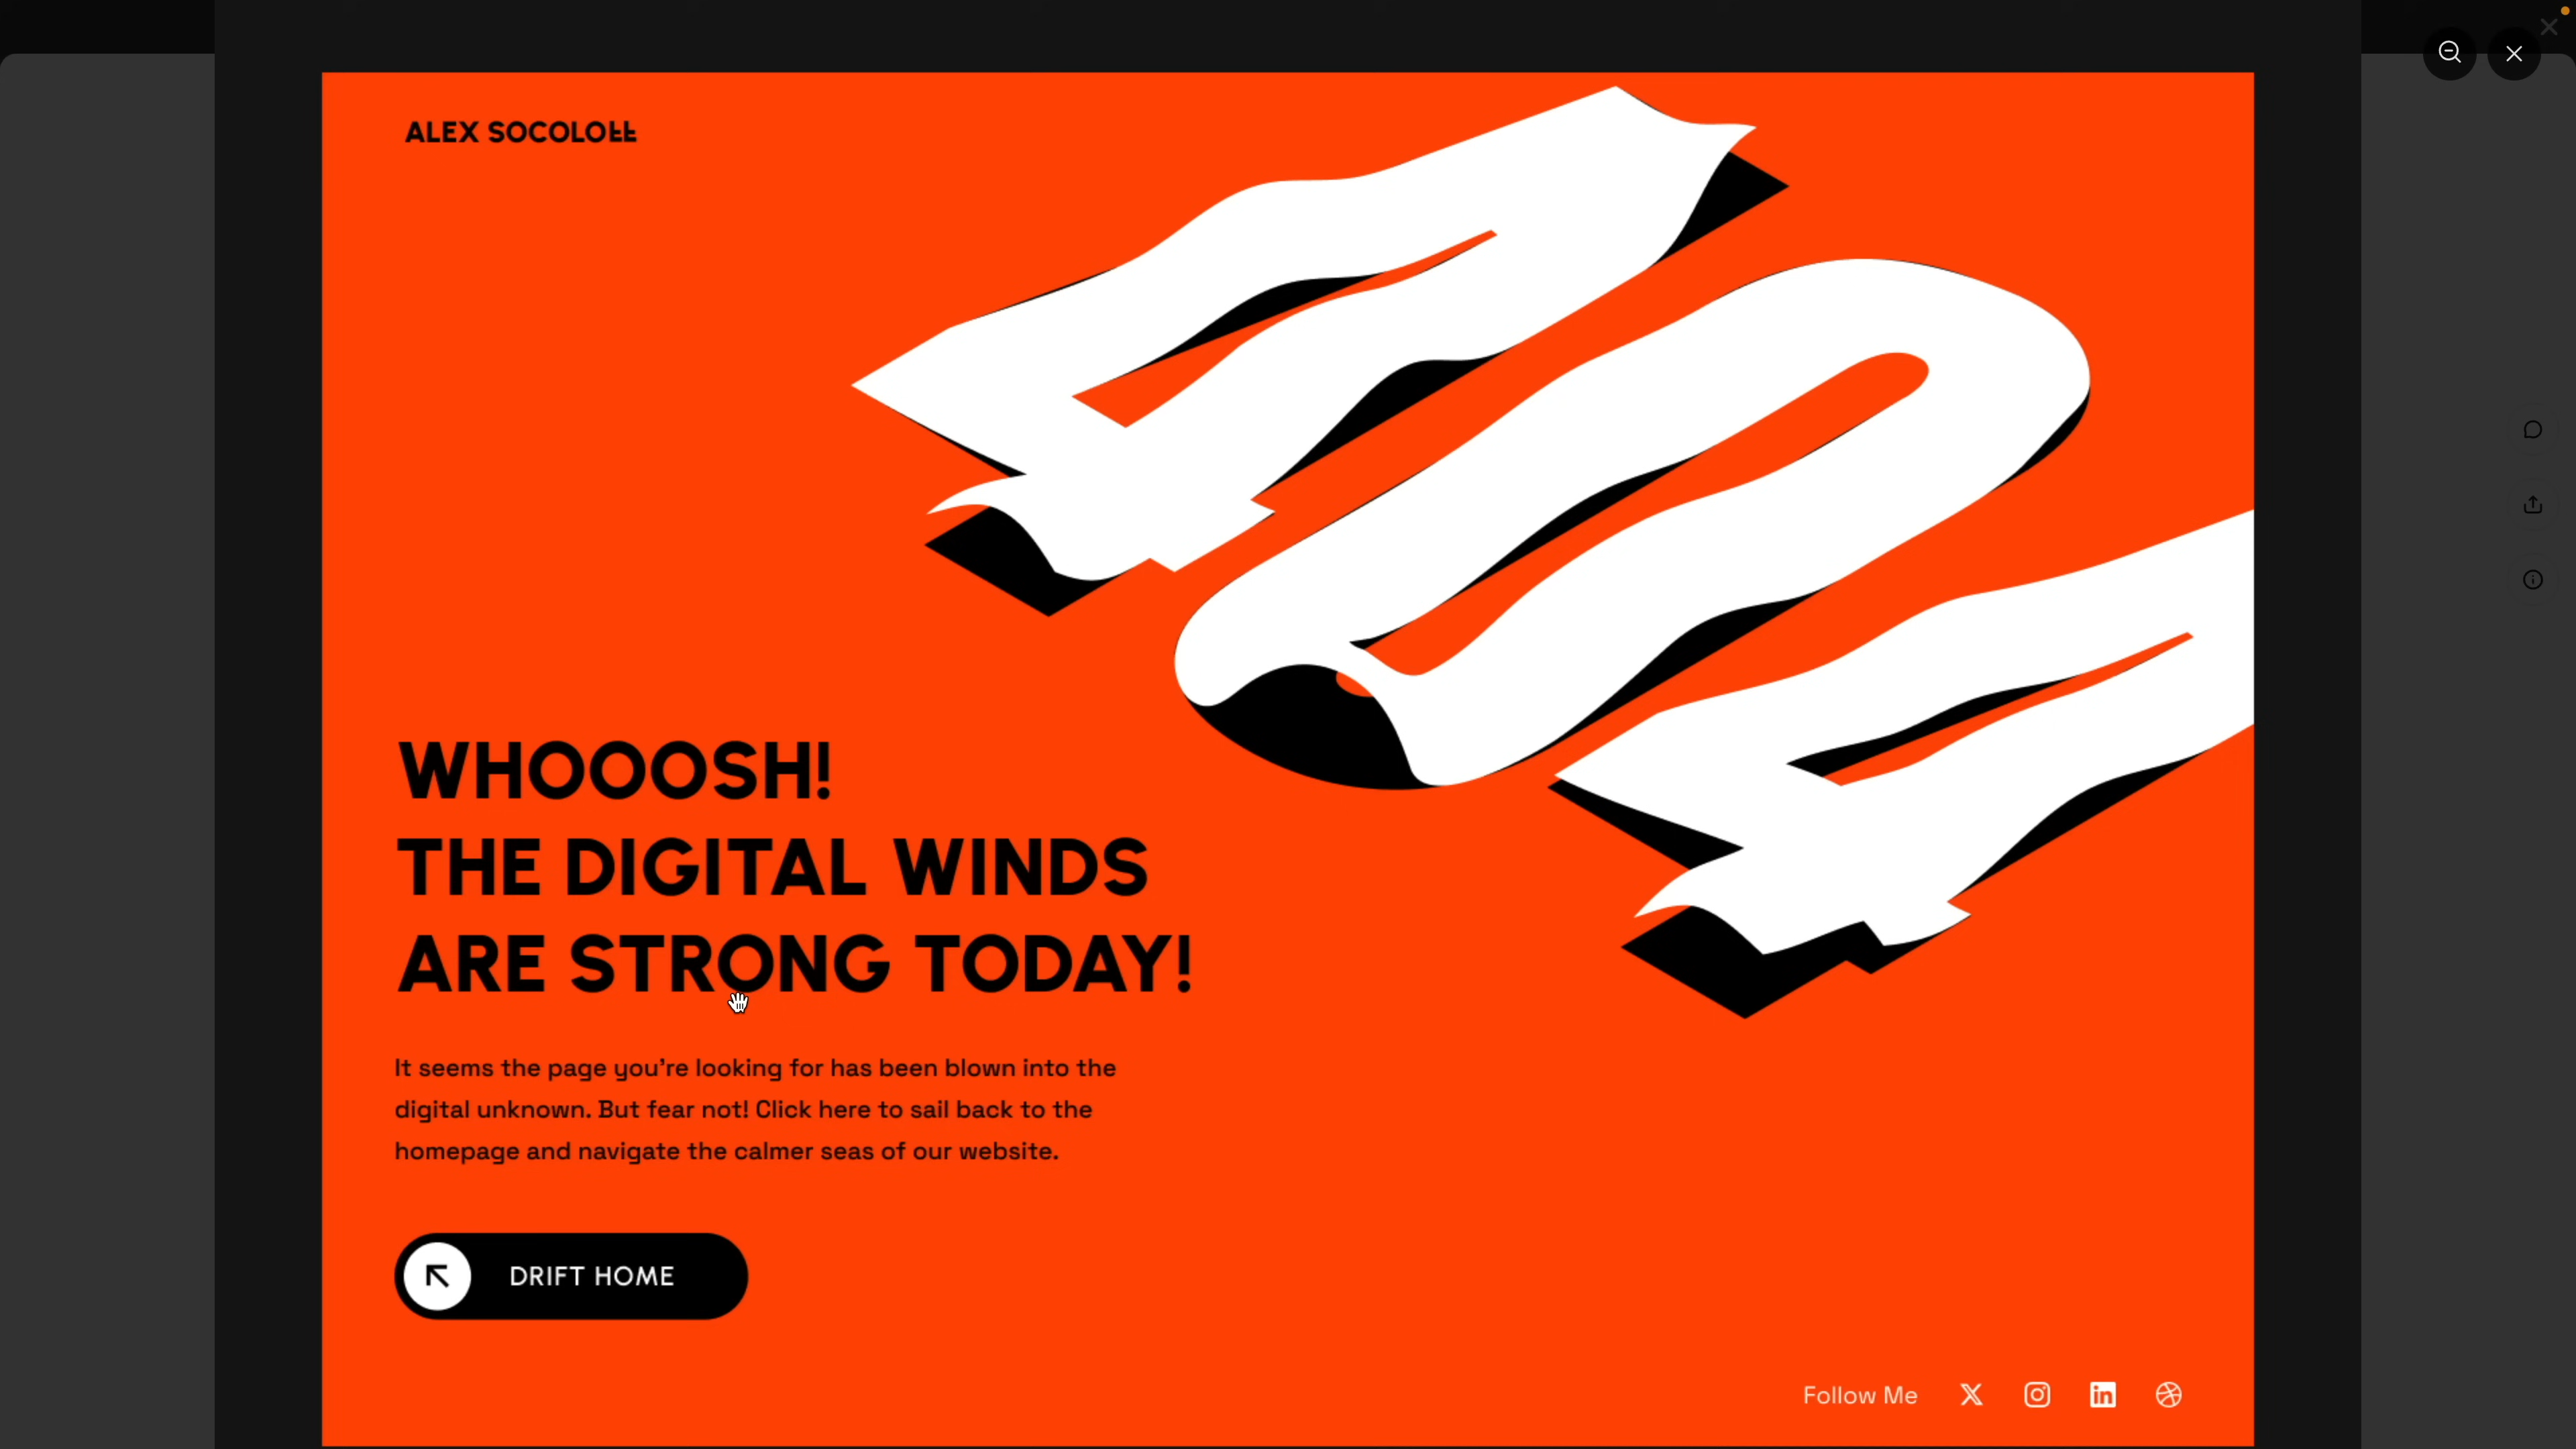 ALEX SOCOLOFF
404
WHOOOSH!
THE DIGITAL WINDS
ARE STRONG TODAY!
It seems the page you're looking for has been blown into the
digital unknown. But fear not! Click here to sail back to the
homepage and navigate the calmer seas of our website.
DRIFT HOME
Follow Me